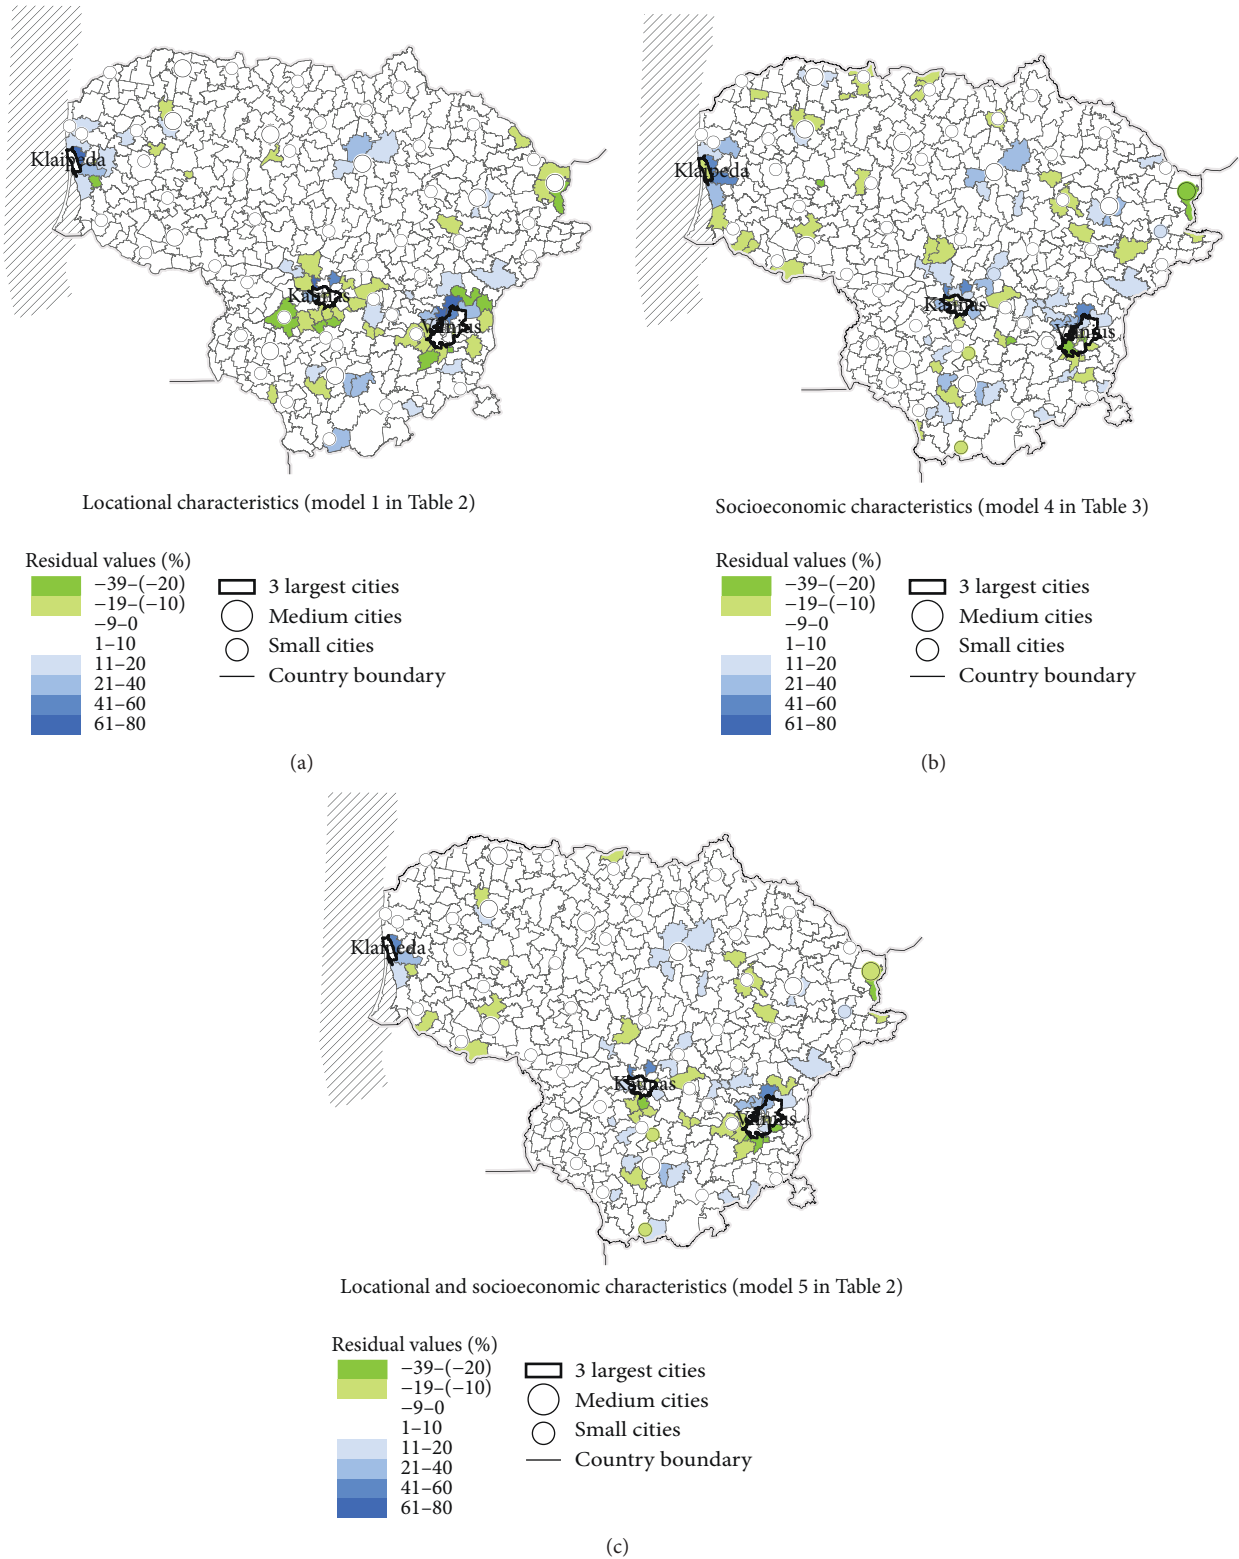 Klaipeda
Kaunas
Vilnius
Locational characteristics (model 1 in Table 2)
Residual values (%)
−39–(−20)
−19–(−10)
−9–0
1–10
11–20
21–40
41–60
61–80
3 largest cities
Medium cities
Small cities
Country boundary
(a)
Klaipeda
Kaunas
Vilnius
Socioeconomic characteristics (model 4 in Table 3)
Residual values (%)
−39–(−20)
−19–(−10)
−9–0
1–10
11–20
21–40
41–60
61–80
3 largest cities
Medium cities
Small cities
Country boundary
(b)
Klaipeda
Kaunas
Vilnius
Locational and socioeconomic characteristics (model 5 in Table 2)
Residual values (%)
−39–(−20)
−19–(−10)
−9–0
1–10
11–20
21–40
41–60
61–80
3 largest cities
Medium cities
Small cities
Country boundary
(c)